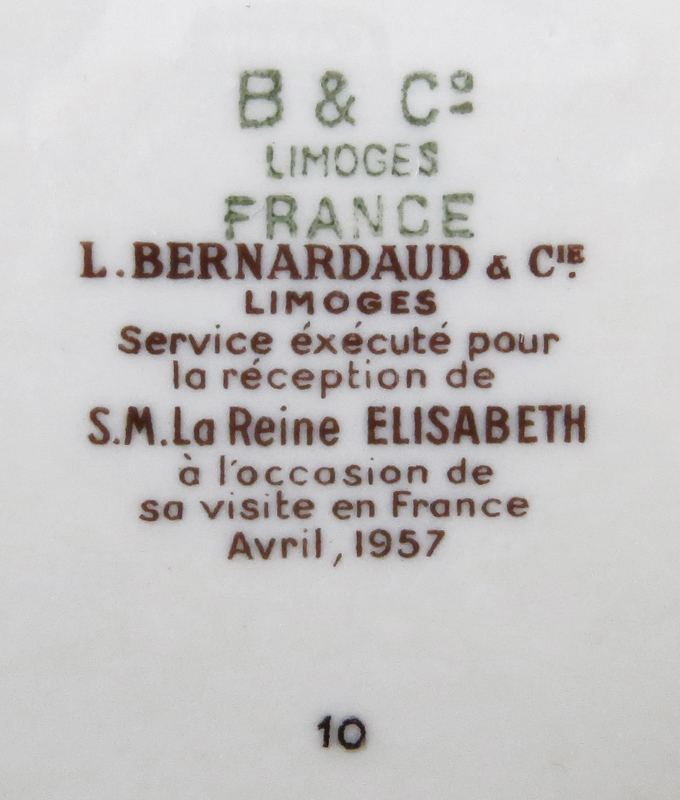 B & Cº
LIMOGES
FRANCE
L. BERNARDAUD & CIE.
LIMOGES
Service éxécuté pour
la réception de
S.M. La Reine ELISABETH
à l'occasion de
sa visite en France
Avril, 1957
10